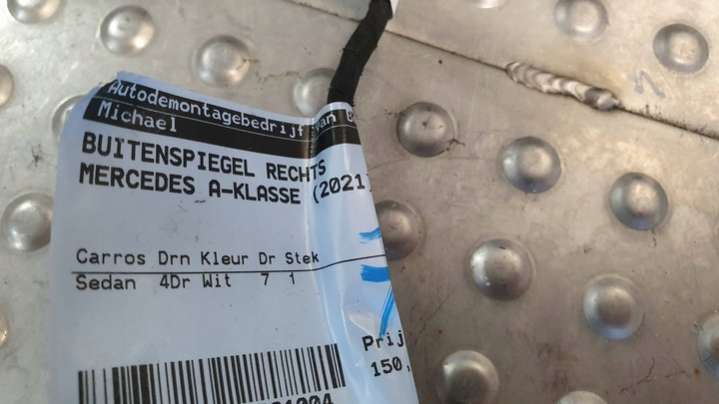 Autodemontagebedrijf van
Michael
BUITENSPIEGEL RECHTS
MERCEDES A-KLASSE (2021)
Carros Drn Kleur Dr Stek
Sedan 4Dr Wit 7 1
Prij
150,